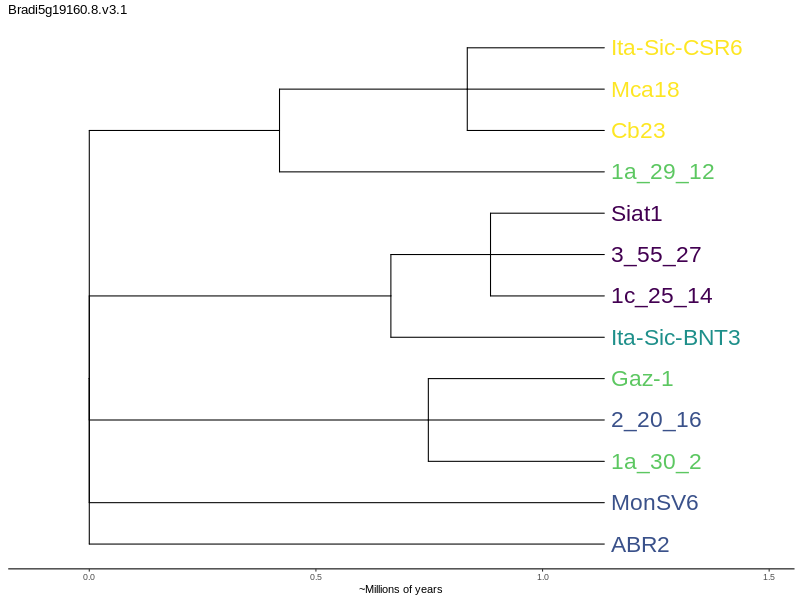 Bradi5g19160.8.v3.1
Ita-Sic-CSR6
Mca18
Cb23
1a_29_12
Siat1
3_55_27
1c_25_14
Ita-Sic-BNT3
Gaz-1
2_20_16
1a_30_2
MonSV6
ABR2
0.0 0.5 1.0 1.5
~Millions of years